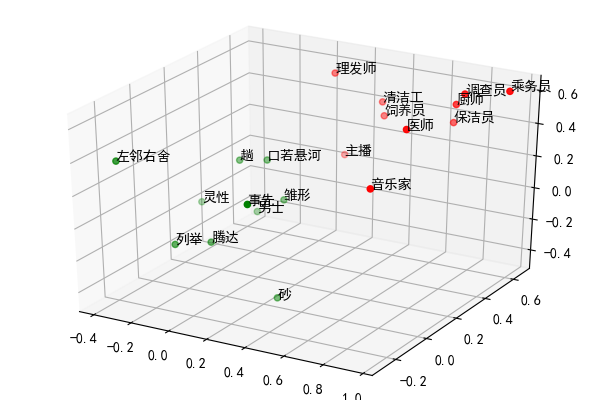 理发师
乘务员
调查员
厨师
清洁工
饲养员
保洁员
医师
主播
左邻右舍
趟
口若悬河
音乐家
灵性
事先
雏形
男士
列举
腾达
砂
0.6
0.4
0.2
0.0
-0.2
-0.4
-0.4
-0.2
0.0
0.2
0.4
0.6
0.8
1.0
-0.2
0.0
0.2
0.4
0.6